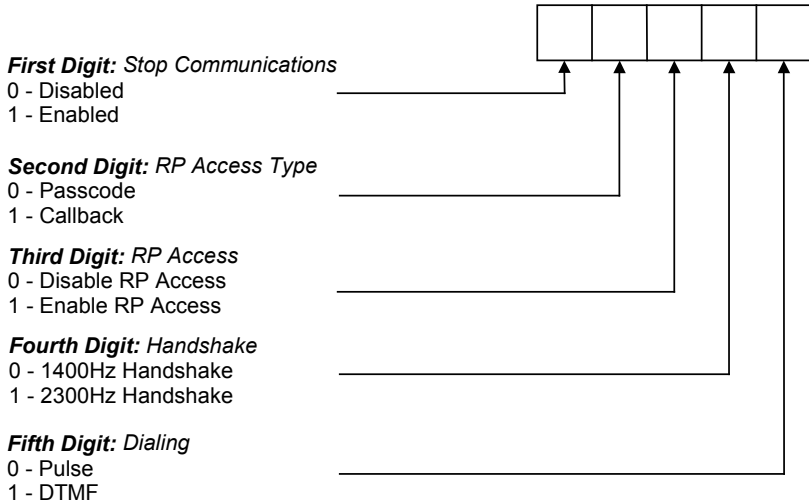 First Digit: Stop Communications
0 - Disabled
1 - Enabled
Second Digit: RP Access Type
0 - Passcode
1 - Callback
Third Digit: RP Access
0 - Disable RP Access
1 - Enable RP Access
Fourth Digit: Handshake
0 - 1400Hz Handshake
1 - 2300Hz Handshake
Fifth Digit: Dialing
0 - Pulse
1 - DTMF